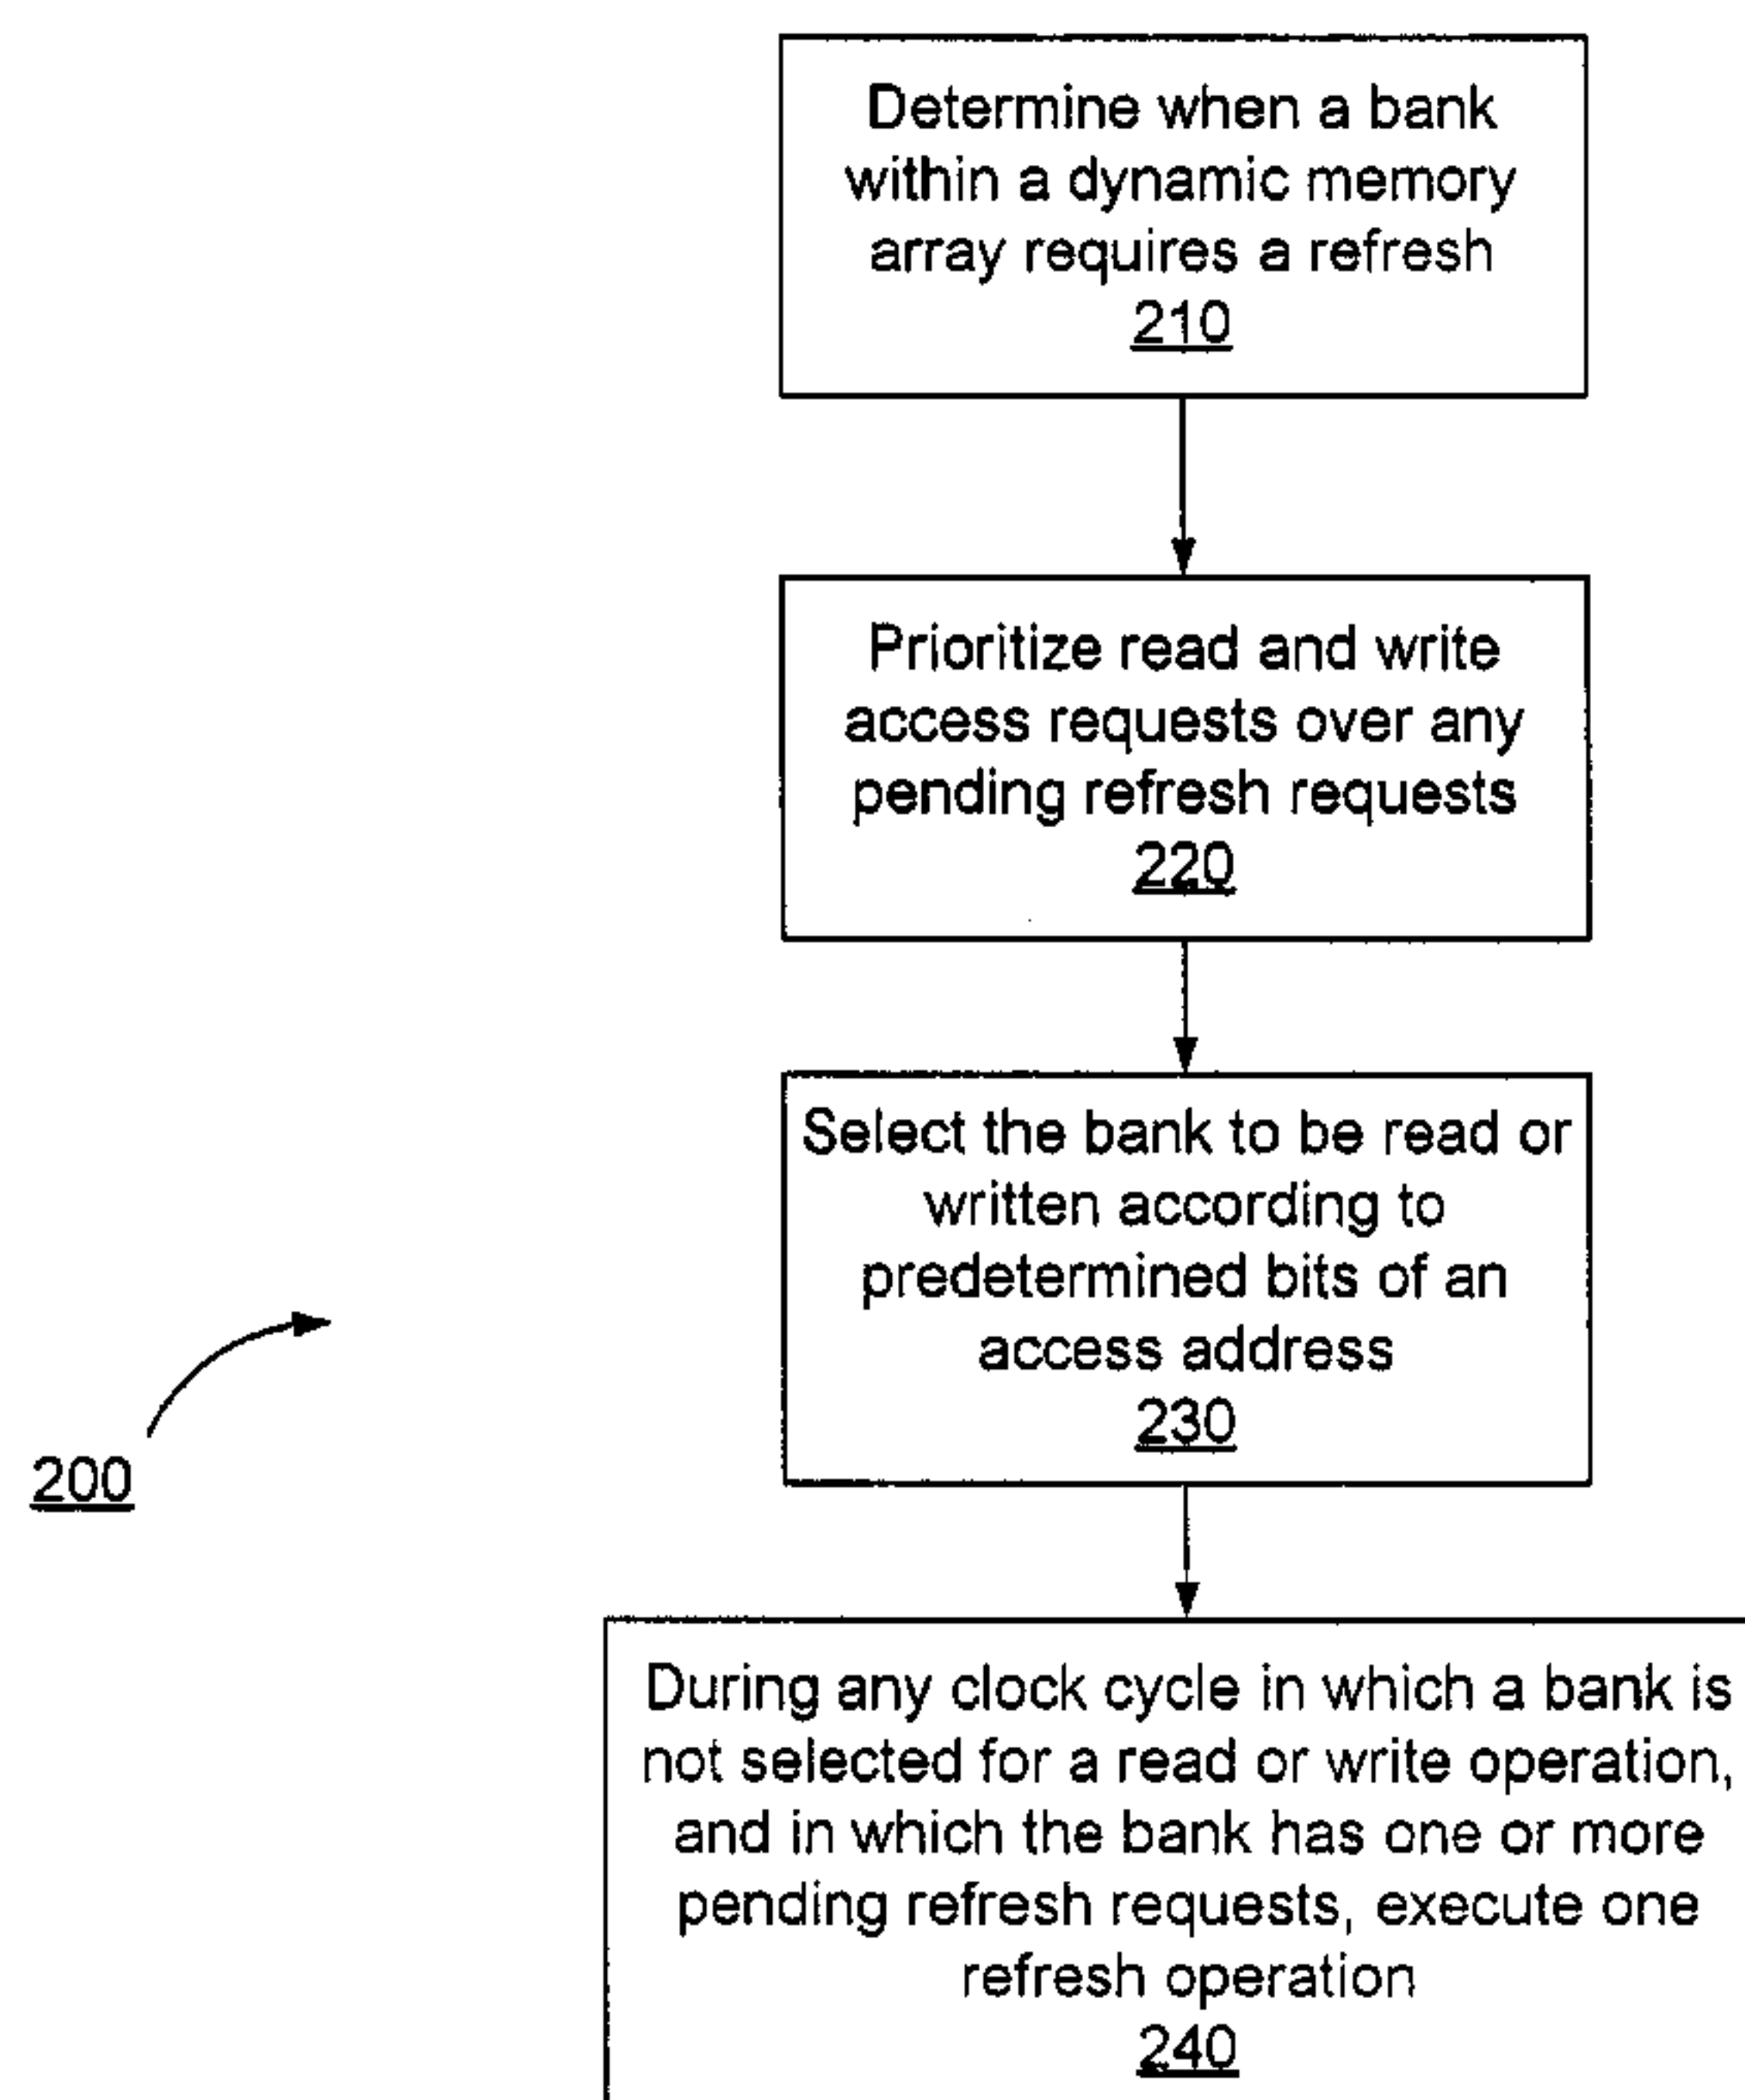 Determine when a bank
within a dynamic memory
array requires a refresh
210
Prioritize read and write
access requests over any
pending refresh requests
220
Select the bank to be read or
written according to
predetermined bits of an
access address
230
200
During any clock cycle in which a bank is
not selected for a read or write operation,
and in which the bank has one or more
pending refresh requests, execute one
refresh operation
240